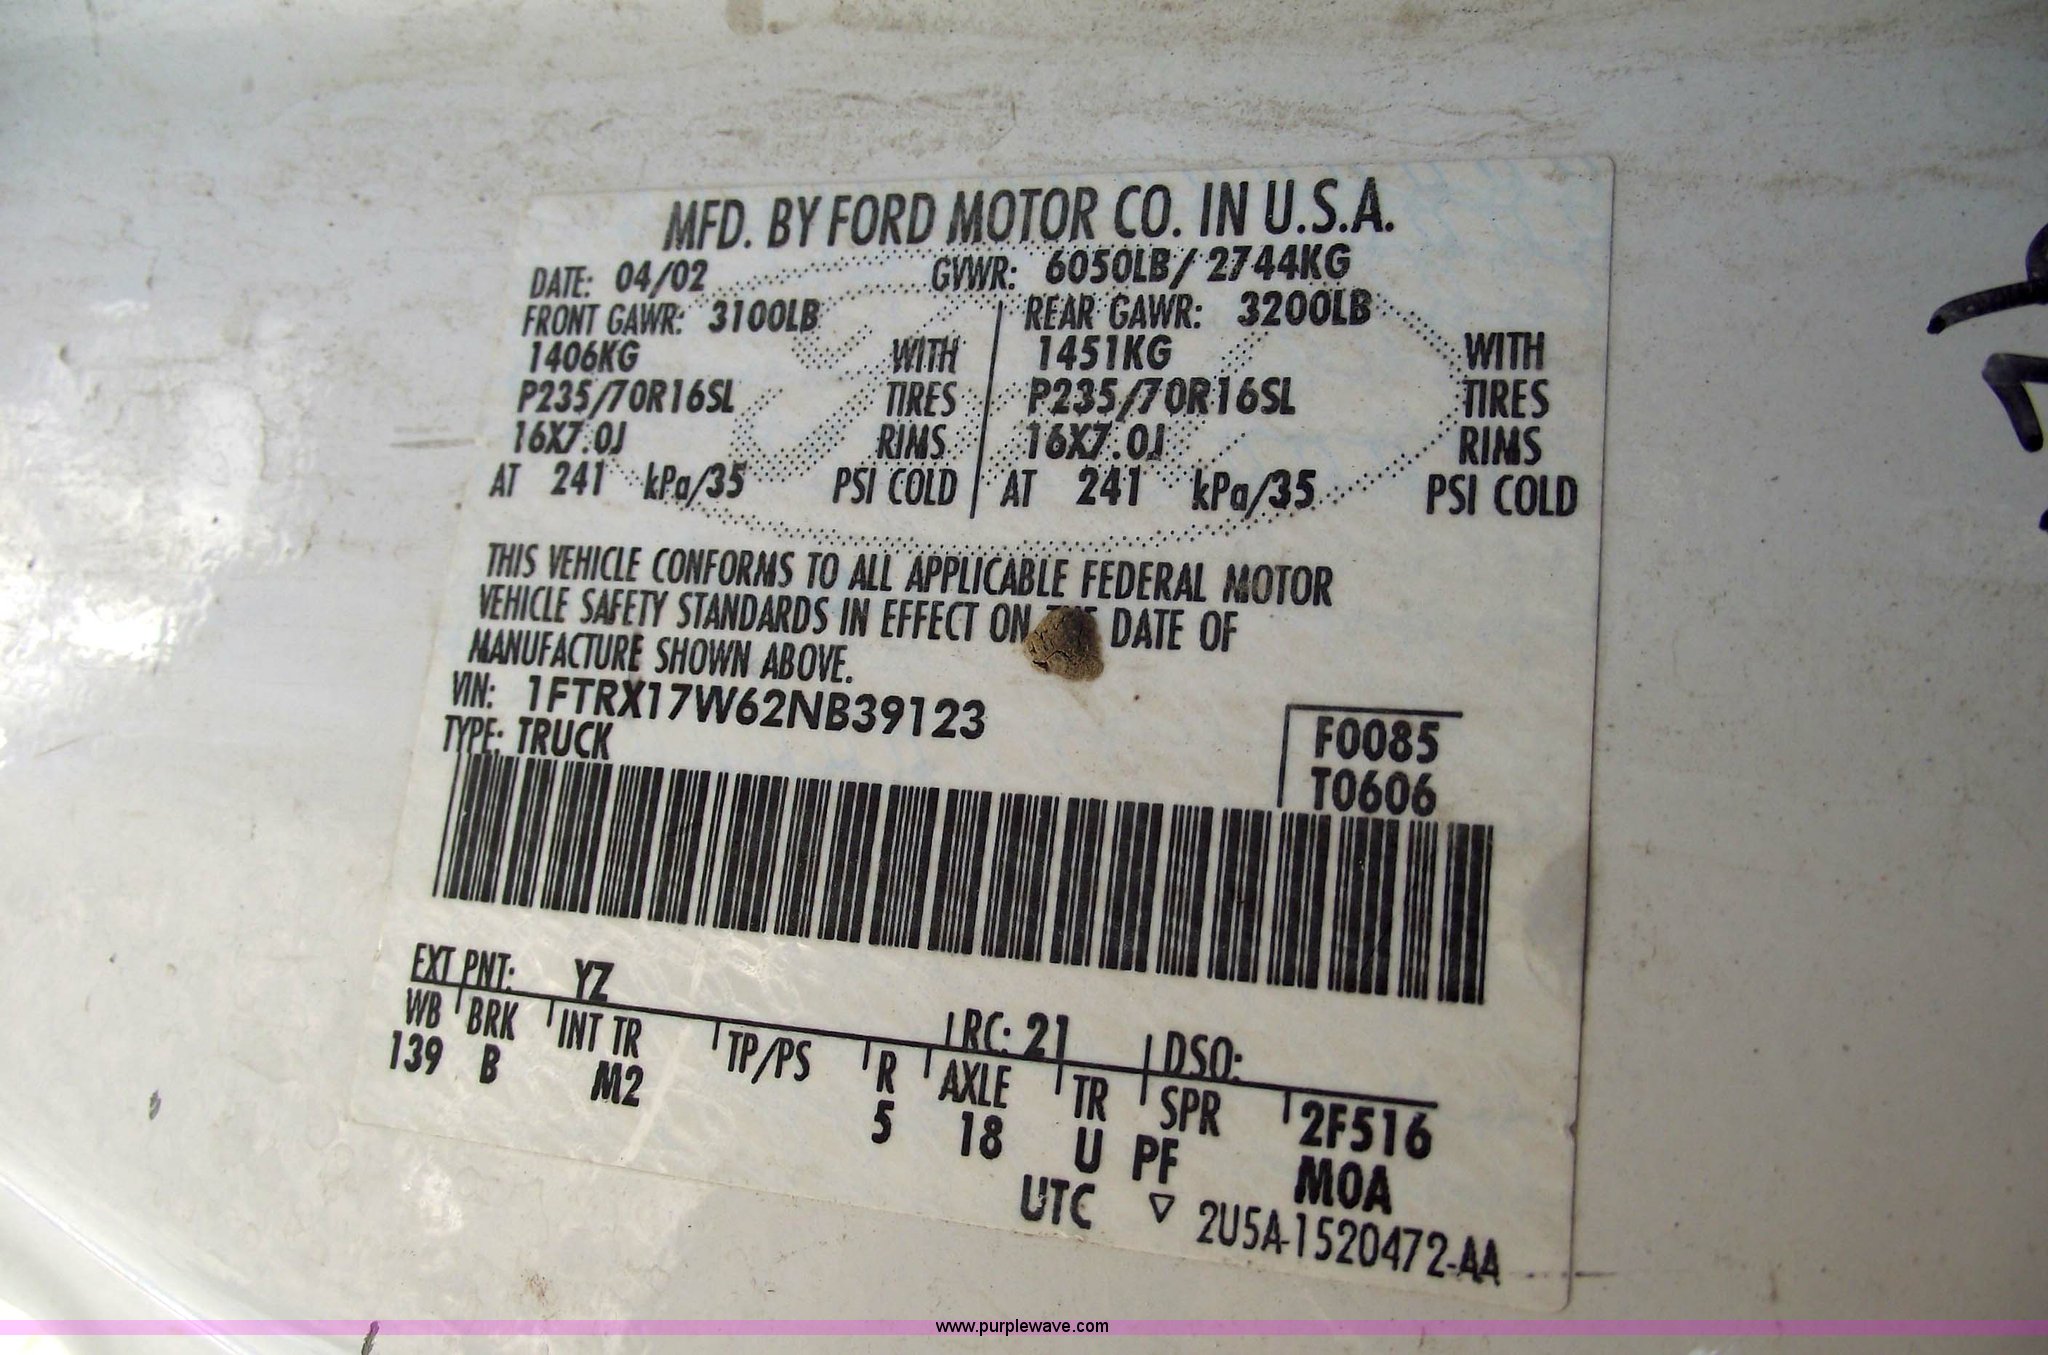 MFD. BY FORD MOTOR CO. IN U.S.A.
DATE: 04/02 GVWR: 6050LB/ 2744KG
FRONT GAWR: 3100LB REAR GAWR: 3200LB
1406KG WITH 1451KG WITH
P235/70R16SL TIRES P235/70R16SL TIRES
16X7.0J RIMS 16X7.0J RIMS
AT 241 kPa/35 PSI COLD AT 241 kPa/35 PSI COLD
THIS VEHICLE CONFORMS TO ALL APPLICABLE FEDERAL MOTOR
VEHICLE SAFETY STANDARDS IN EFFECT ON DATE OF
MANUFACTURE SHOWN ABOVE.
VIN: 1FTRX17W62NB39123
TYPE: TRUCK
F0085
T0606
EXT PNT: YZ RC: 21 DSO:
WB BRK INT TR TP/PS R AXLE TR SPR 2F516
139 B M2 5 18 U PF M0A
UTC ▽ 2U5A-1520472-AA
www.purplewave.com